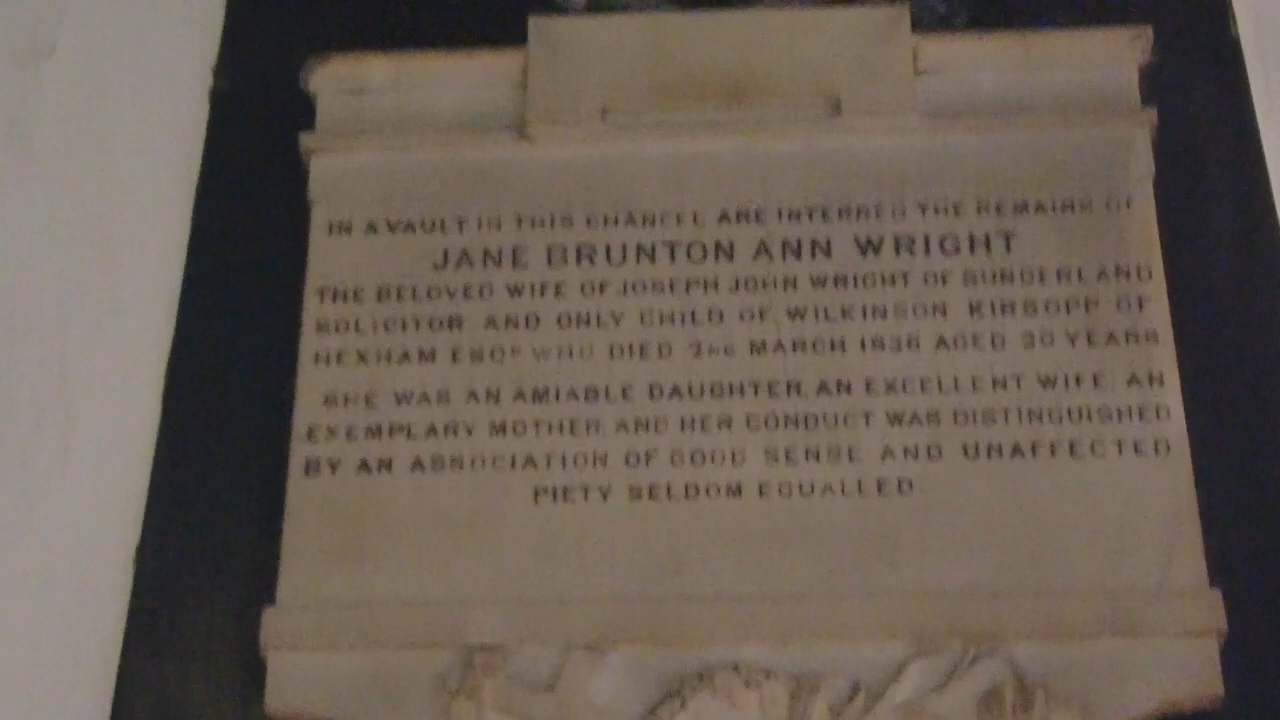 IN A VAULT IN THIS CHANCEL ARE INTERRED THE REMAINS OF
JANE BRUNTON ANN WRIGHT
THE BELOVED WIFE OF JOSEPH JOHN WRIGHT OF SUNDERLAND
SOLICITOR AND ONLY CHILD OF WILKINSON KIRSOPP OF
HEXHAM ESQR WHO DIED 2ND MARCH 1836 AGED 30 YEARS.
SHE WAS AN AMIABLE DAUGHTER, AN EXCELLENT WIFE, AN
EXEMPLARY MOTHER, AND HER CONDUCT WAS DISTINGUISHED
BY AN ASSOCIATION OF GOOD SENSE AND UNAFFECTED
PIETY SELDOM EQUALLED.